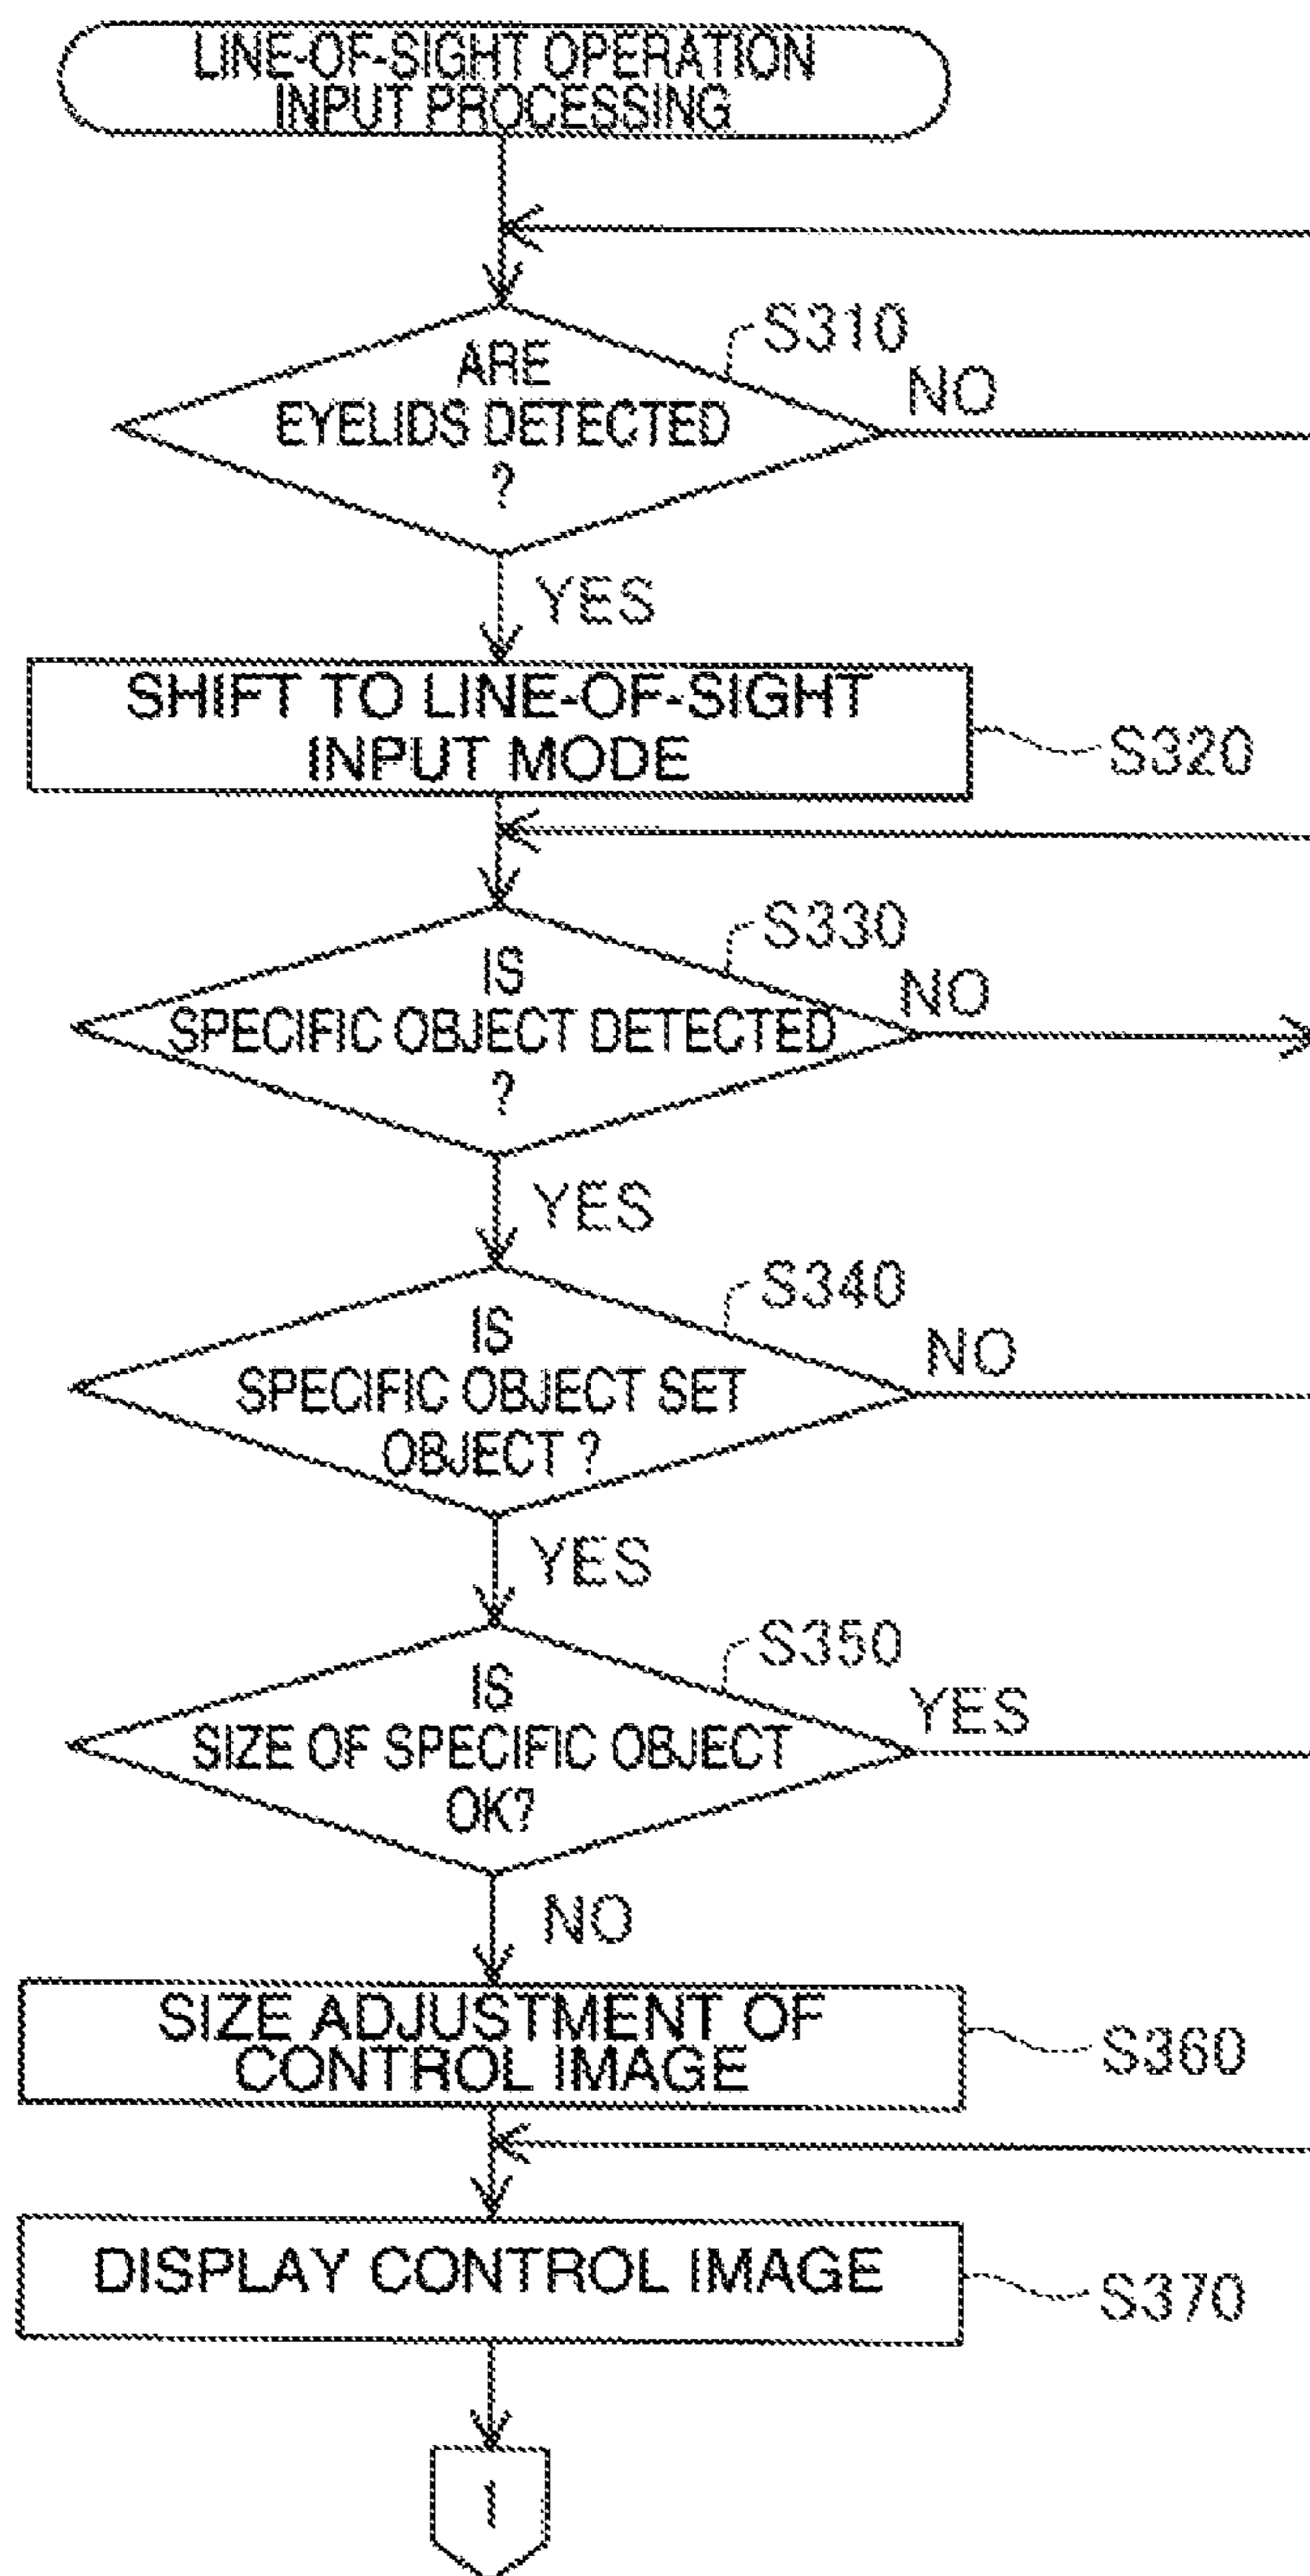 LINE-OF-SIGHT OPERATION
INPUT PROCESSING
S310
ARE
EYELIDS DETECTED
?
NO
YES
SHIFT TO LINE-OF-SIGHT
INPUT MODE
S320
S330
IS
SPECIFIC OBJECT DETECTED
?
NO
YES
S340
IS
SPECIFIC OBJECT SET
OBJECT ?
NO
YES
S350
IS
SIZE OF SPECIFIC OBJECT
OK?
YES
NO
SIZE ADJUSTMENT OF
CONTROL IMAGE
S360
DISPLAY CONTROL IMAGE
S370
1